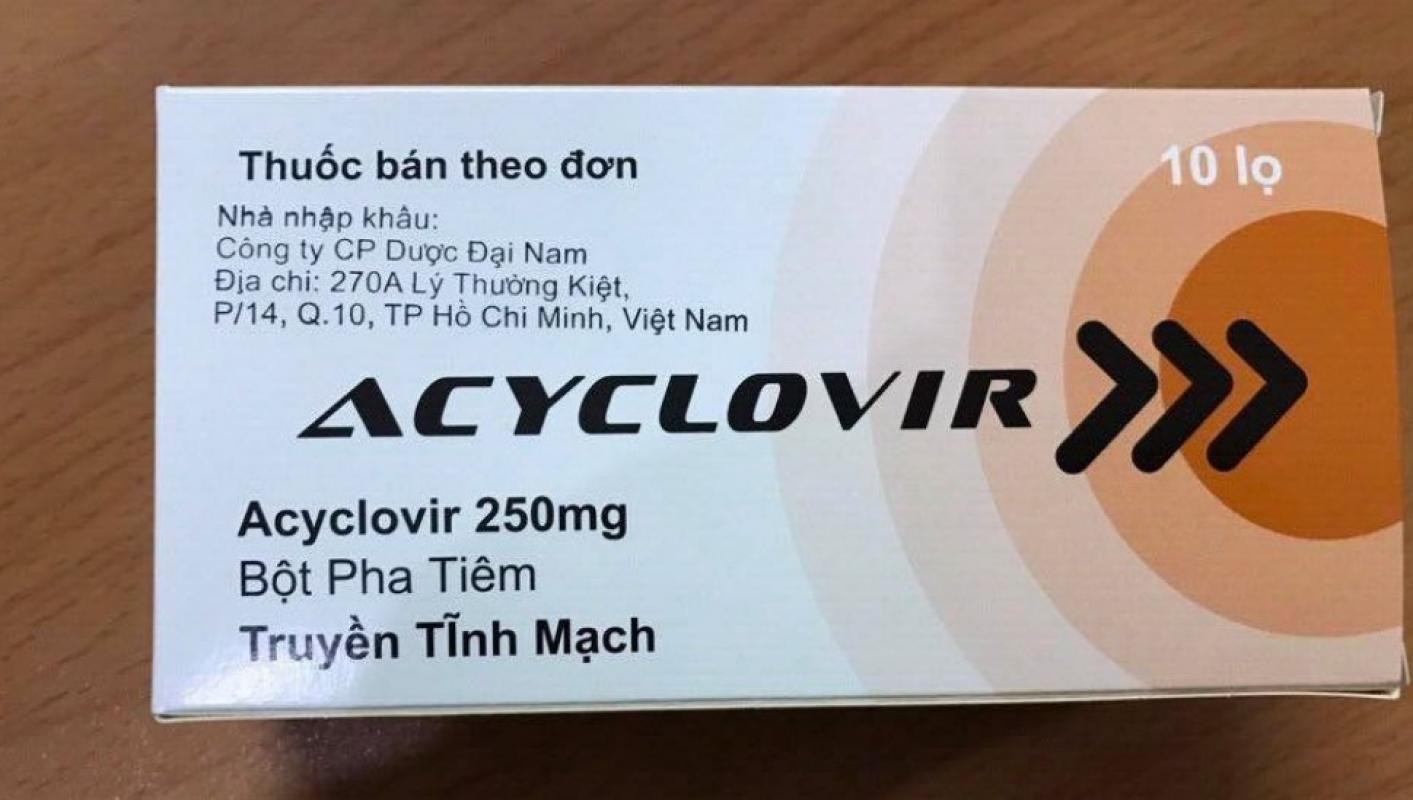 Thuốc bán theo đơn
10 lọ
Nhà nhập khẩu:
Công ty CP Dược Đại Nam
Địa chỉ: 270A Lý Thường Kiệt,
P/14, Q.10, TP Hồ Chí Minh, Việt Nam
ACYCLOVIR
Acyclovir 250mg
Bột Pha Tiêm
Truyền TĨnh Mạch